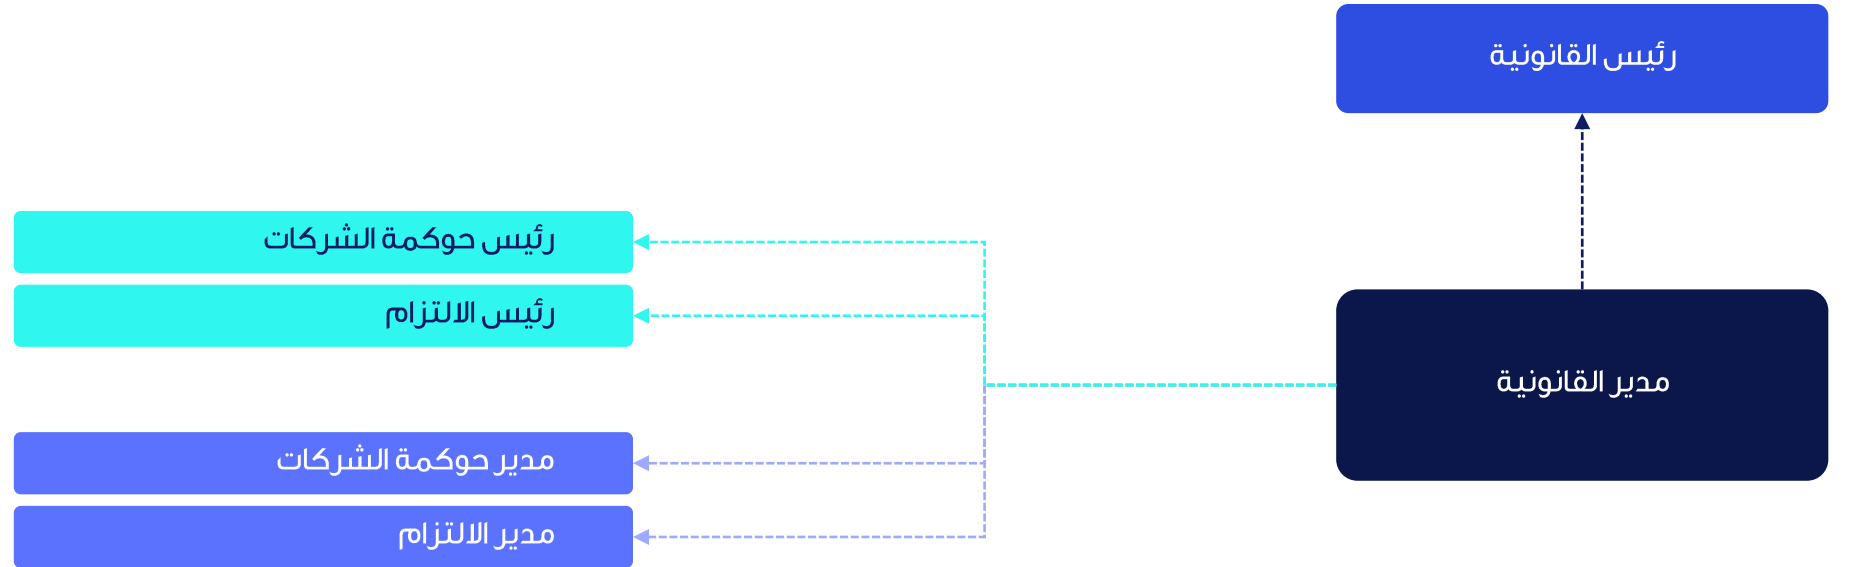 رئيس القانونية
مدير القانونية
رئيس حوكمة الشركات
رئيس الالتزام
مدير حوكمة الشركات
مدير الالتزام